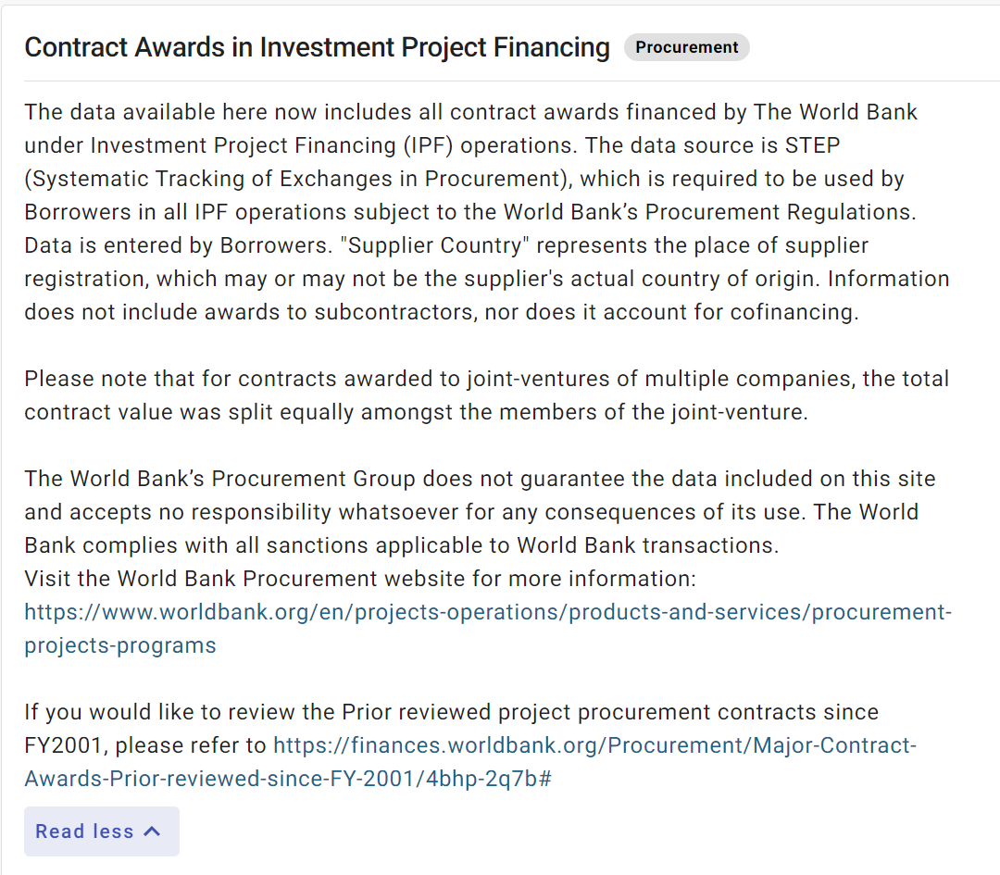 Contract Awards in Investment Project Financing Procurement
The data available here now includes all contract awards financed by The World Bank
under Investment Project Financing (IPF) operations. The data source is STEP
(Systematic Tracking of Exchanges in Procurement), which is required to be used by
Borrowers in all IPF operations subject to the World Bank’s Procurement Regulations.
Data is entered by Borrowers. "Supplier Country" represents the place of supplier
registration, which may or may not be the supplier's actual country of origin. Information
does not include awards to subcontractors, nor does it account for cofinancing.
Please note that for contracts awarded to joint-ventures of multiple companies, the total
contract value was split equally amongst the members of the joint-venture.
The World Bank’s Procurement Group does not guarantee the data included on this site
and accepts no responsibility whatsoever for any consequences of its use. The World
Bank complies with all sanctions applicable to World Bank transactions.
Visit the World Bank Procurement website for more information:
https://www.worldbank.org/en/projects-operations/products-and-services/procurement-
projects-programs
If you would like to review the Prior reviewed project procurement contracts since
FY2001, please refer to https://finances.worldbank.org/Procurement/Major-Contract-
Awards-Prior-reviewed-since-FY-2001/4bhp-2q7b#
Read less